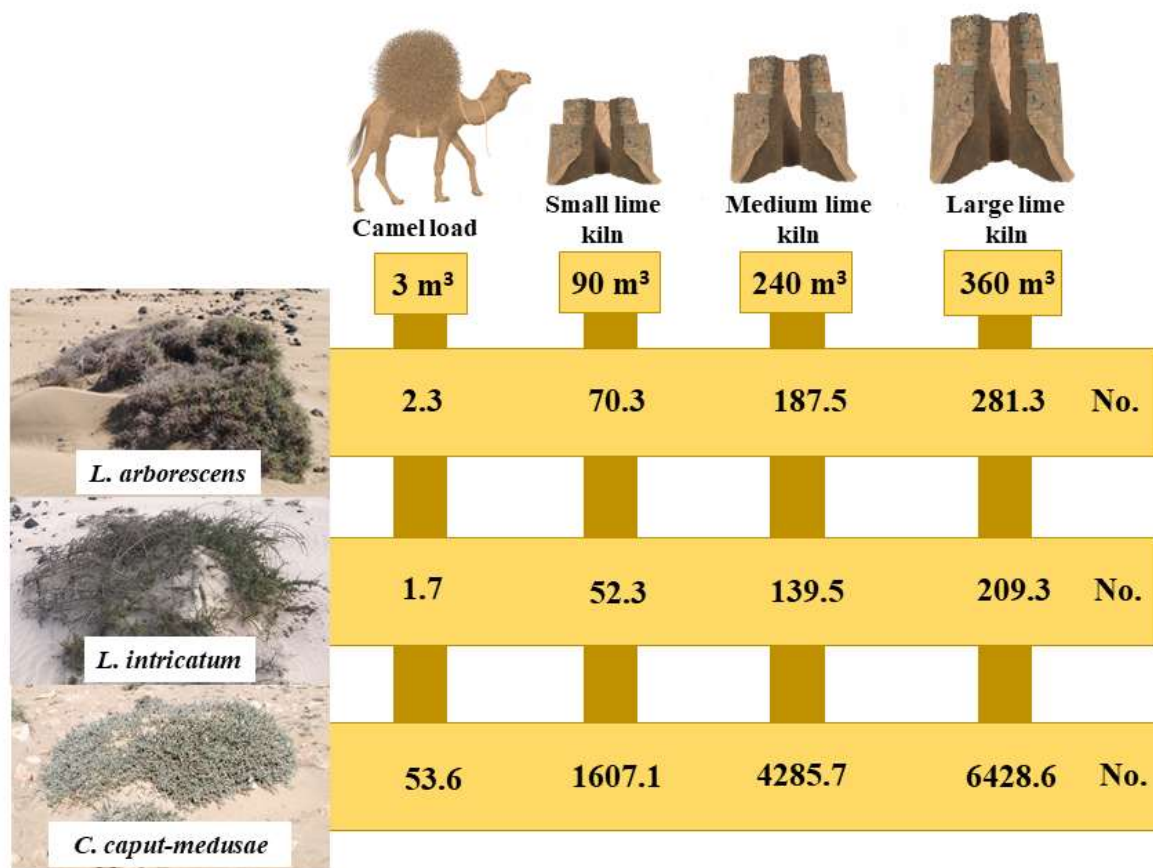 Camel load
Small lime
kiln
Medium lime
kiln
Large lime
kiln
3 m³
90 m³
240 m³
360 m³
L. arborescens
2.3
70.3
187.5
281.3
No.
L. intricatum
1.7
52.3
139.5
209.3
No.
C. caput-medusae
53.6
1607.1
4285.7
6428.6
No.